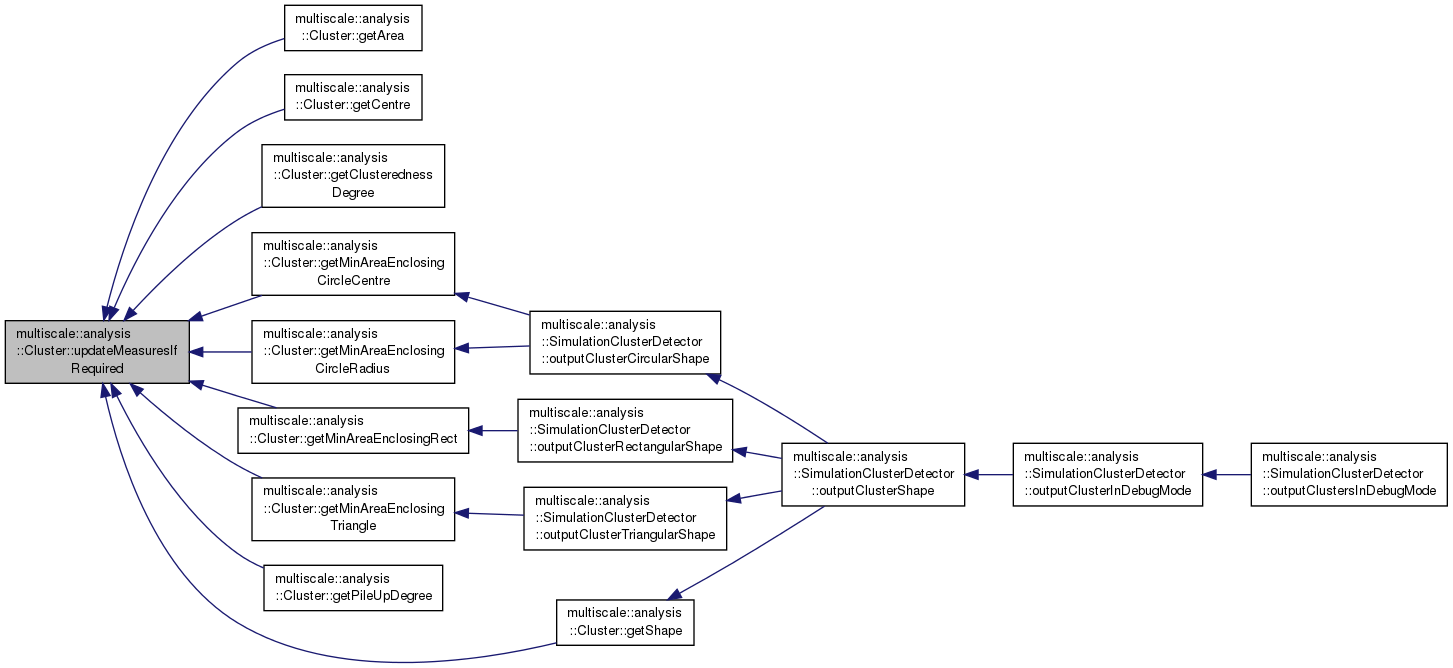 multiscale::analysis
::Cluster::getArea
multiscale::analysis
::Cluster::getCentre
multiscale::analysis
::Cluster::getClusteredness
Degree
multiscale::analysis
::Cluster::getMinAreaEnclosing
CircleCentre
multiscale::analysis
::Cluster::updateMeasuresIf
Required
multiscale::analysis
::Cluster::getMinAreaEnclosing
CircleRadius
multiscale::analysis
::SimulationClusterDetector
::outputClusterCircularShape
multiscale::analysis
::Cluster::getMinAreaEnclosingRect
multiscale::analysis
::SimulationClusterDetector
::outputClusterRectangularShape
multiscale::analysis
::SimulationClusterDetector
::outputClusterShape
multiscale::analysis
::SimulationClusterDetector
::outputClusterInDebugMode
multiscale::analysis
::SimulationClusterDetector
::outputClustersInDebugMode
multiscale::analysis
::Cluster::getMinAreaEnclosing
Triangle
multiscale::analysis
::SimulationClusterDetector
::outputClusterTriangularShape
multiscale::analysis
::Cluster::getPileUpDegree
multiscale::analysis
::Cluster::getShape